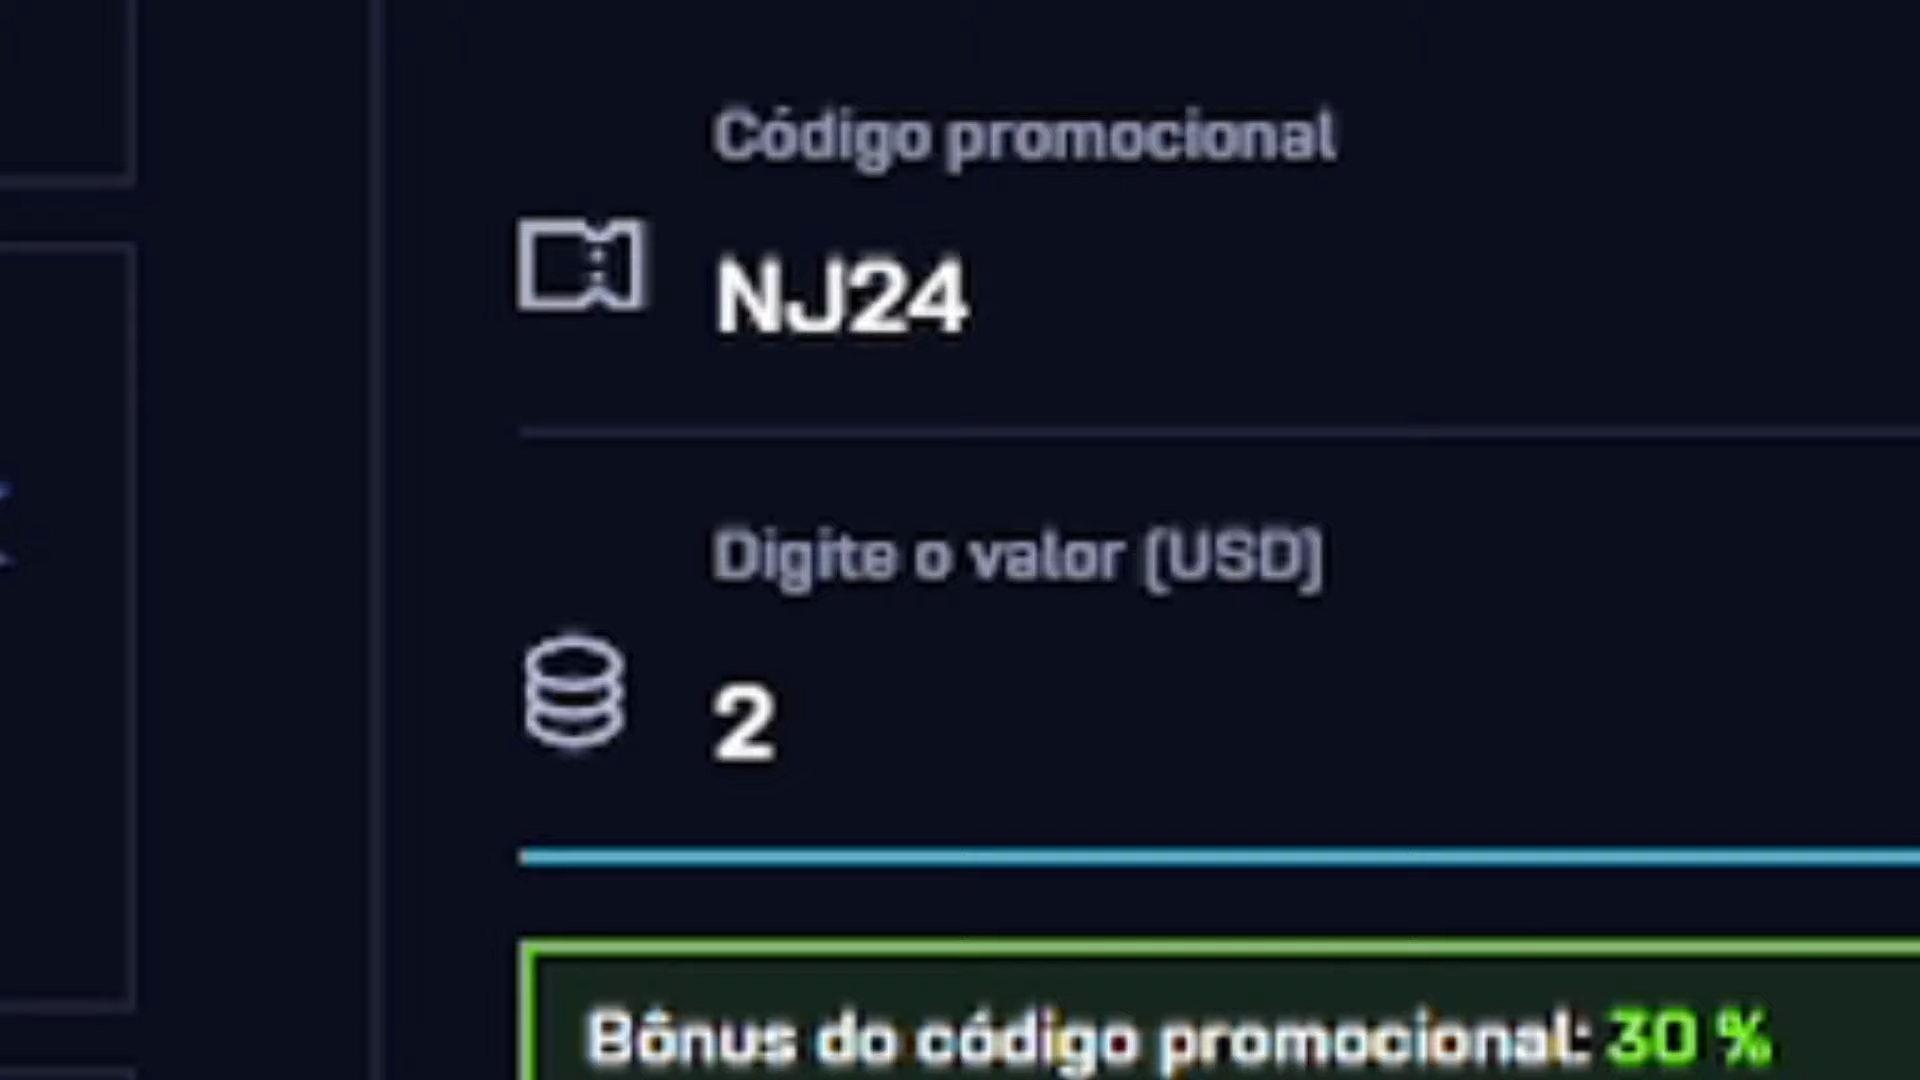 Código promocional
NJ24
Digite o valor (USD)
2
Bônus do código promocional: 30 %